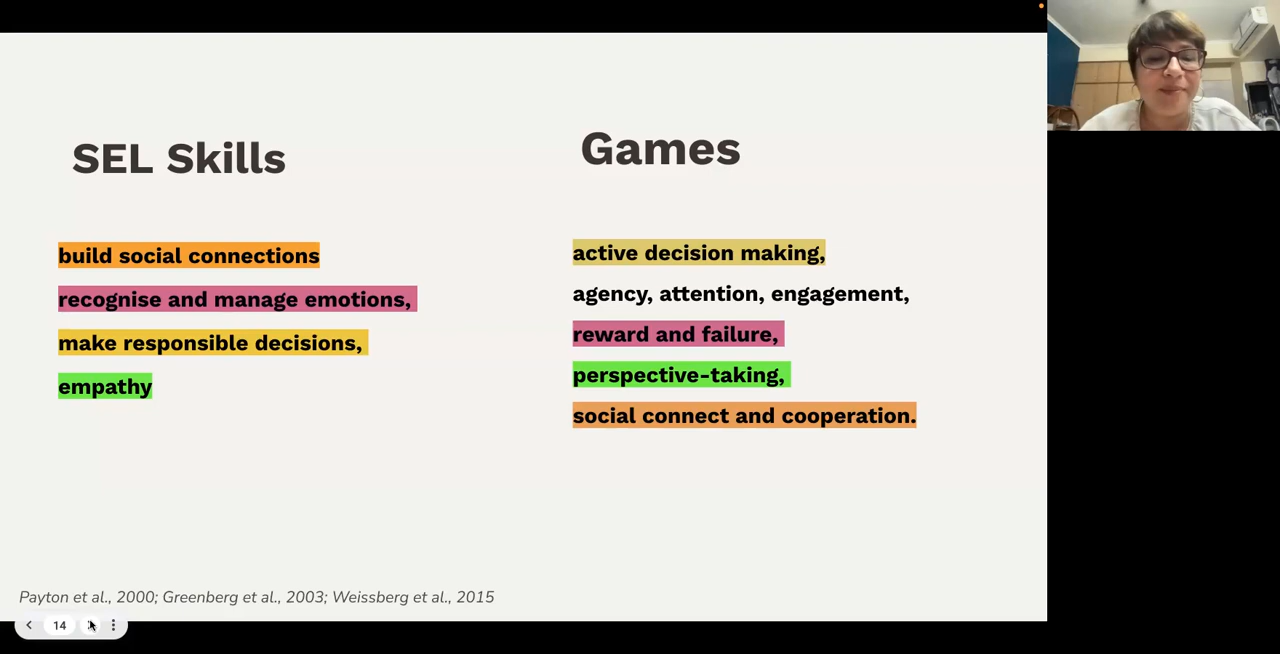 SEL Skills
build social connections
recognise and manage emotions,
make responsible decisions,
empathy
Games
active decision making,
agency, attention, engagement,
reward and failure,
perspective-taking,
social connect and cooperation.
Payton et al., 2000; Greenberg et al., 2003; Weissberg et al., 2015
14